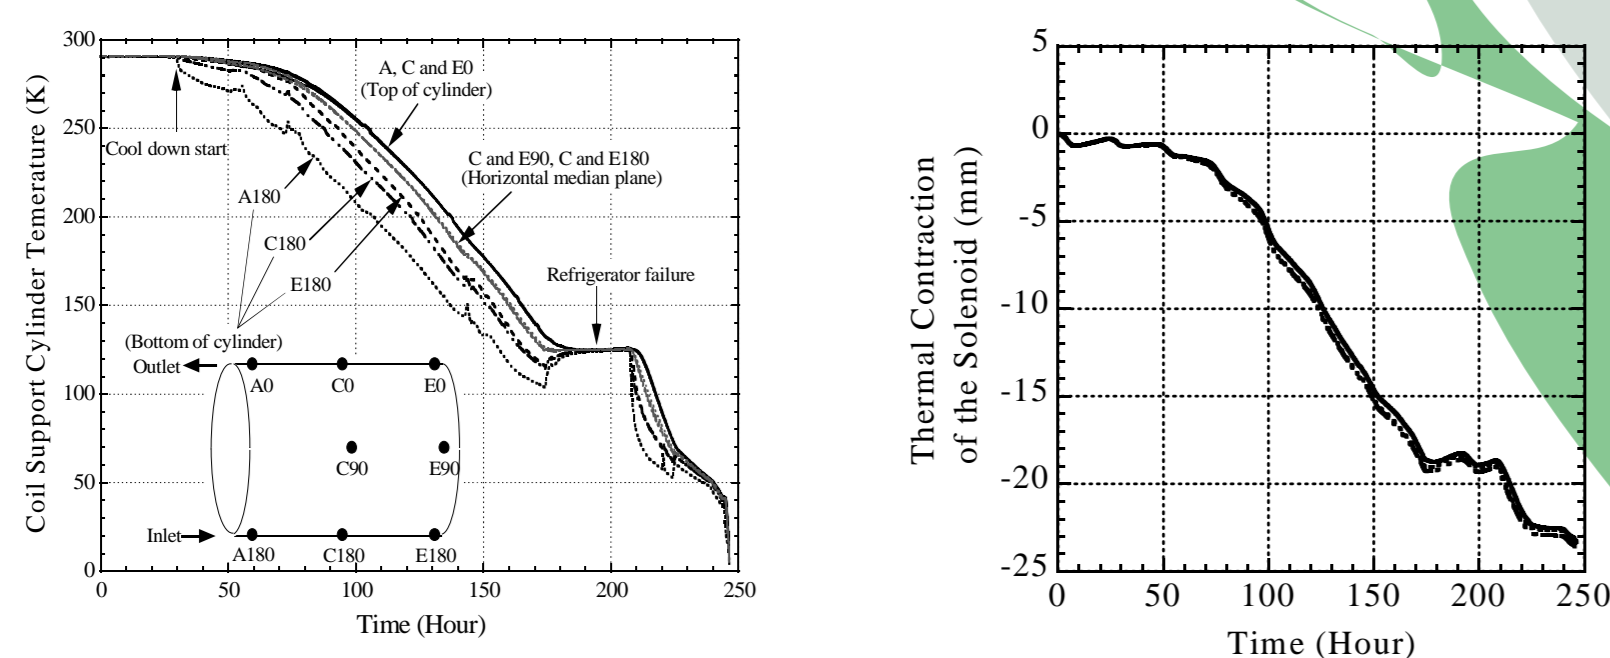 300
250
200
150
100
50
0
0
50
100
150
200
250
Coil Support Cylinder Temerature (K)
Time (Hour)
A, C and E0
(Top of cylinder)
Cool down start
C and E90, C and E180
(Horizontal median plane)
A180
C180
E180
(Bottom of cylinder)
Refrigerator failure
Outlet
A0
C0
E0
C90
E90
Inlet
A180
C180
E180
5
0
-5
-10
-15
-20
-25
0
50
100
150
200
250
Thermal Contraction
of the Solenoid (mm)
Time (Hour)